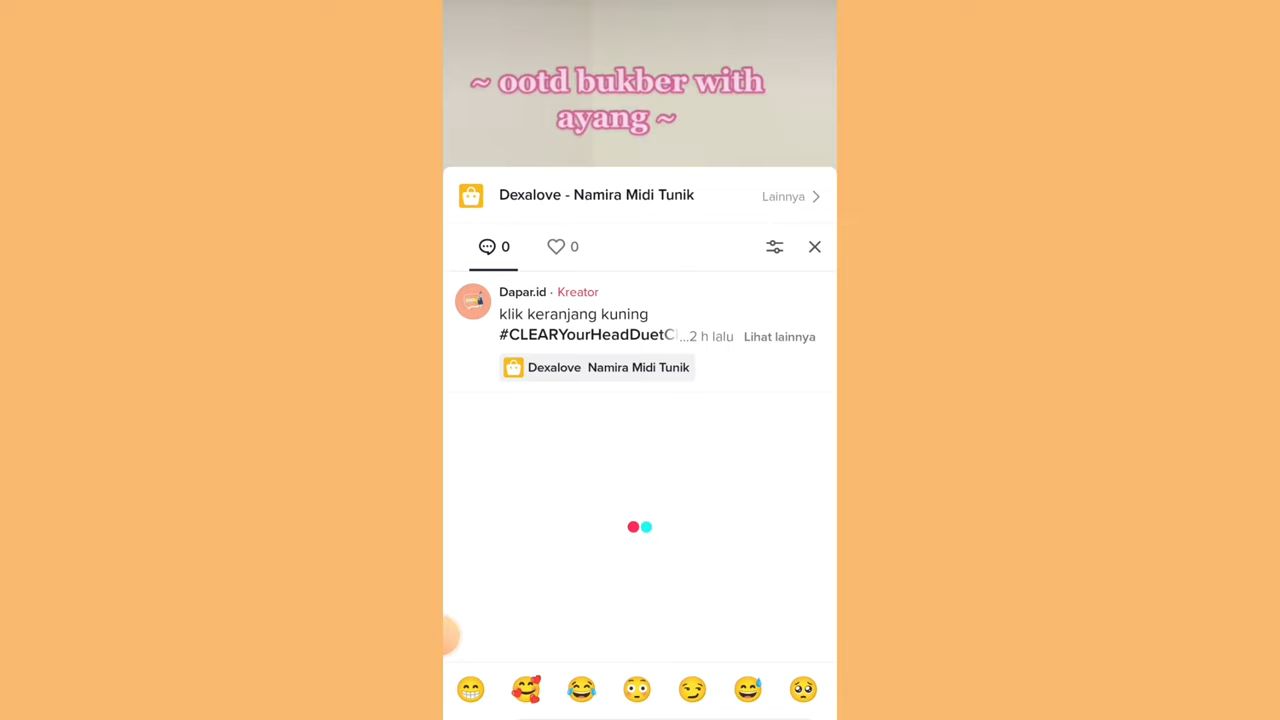 ~ ootd bukber with
ayang ~
Dexalove - Namira Midi Tunik
Lainnya
0
0
Dapar.id · Kreator
klik keranjang kuning
#CLEARYourHeadDuetC ...2 h lalu Lihat lainnya
Dexalove Namira Midi Tunik